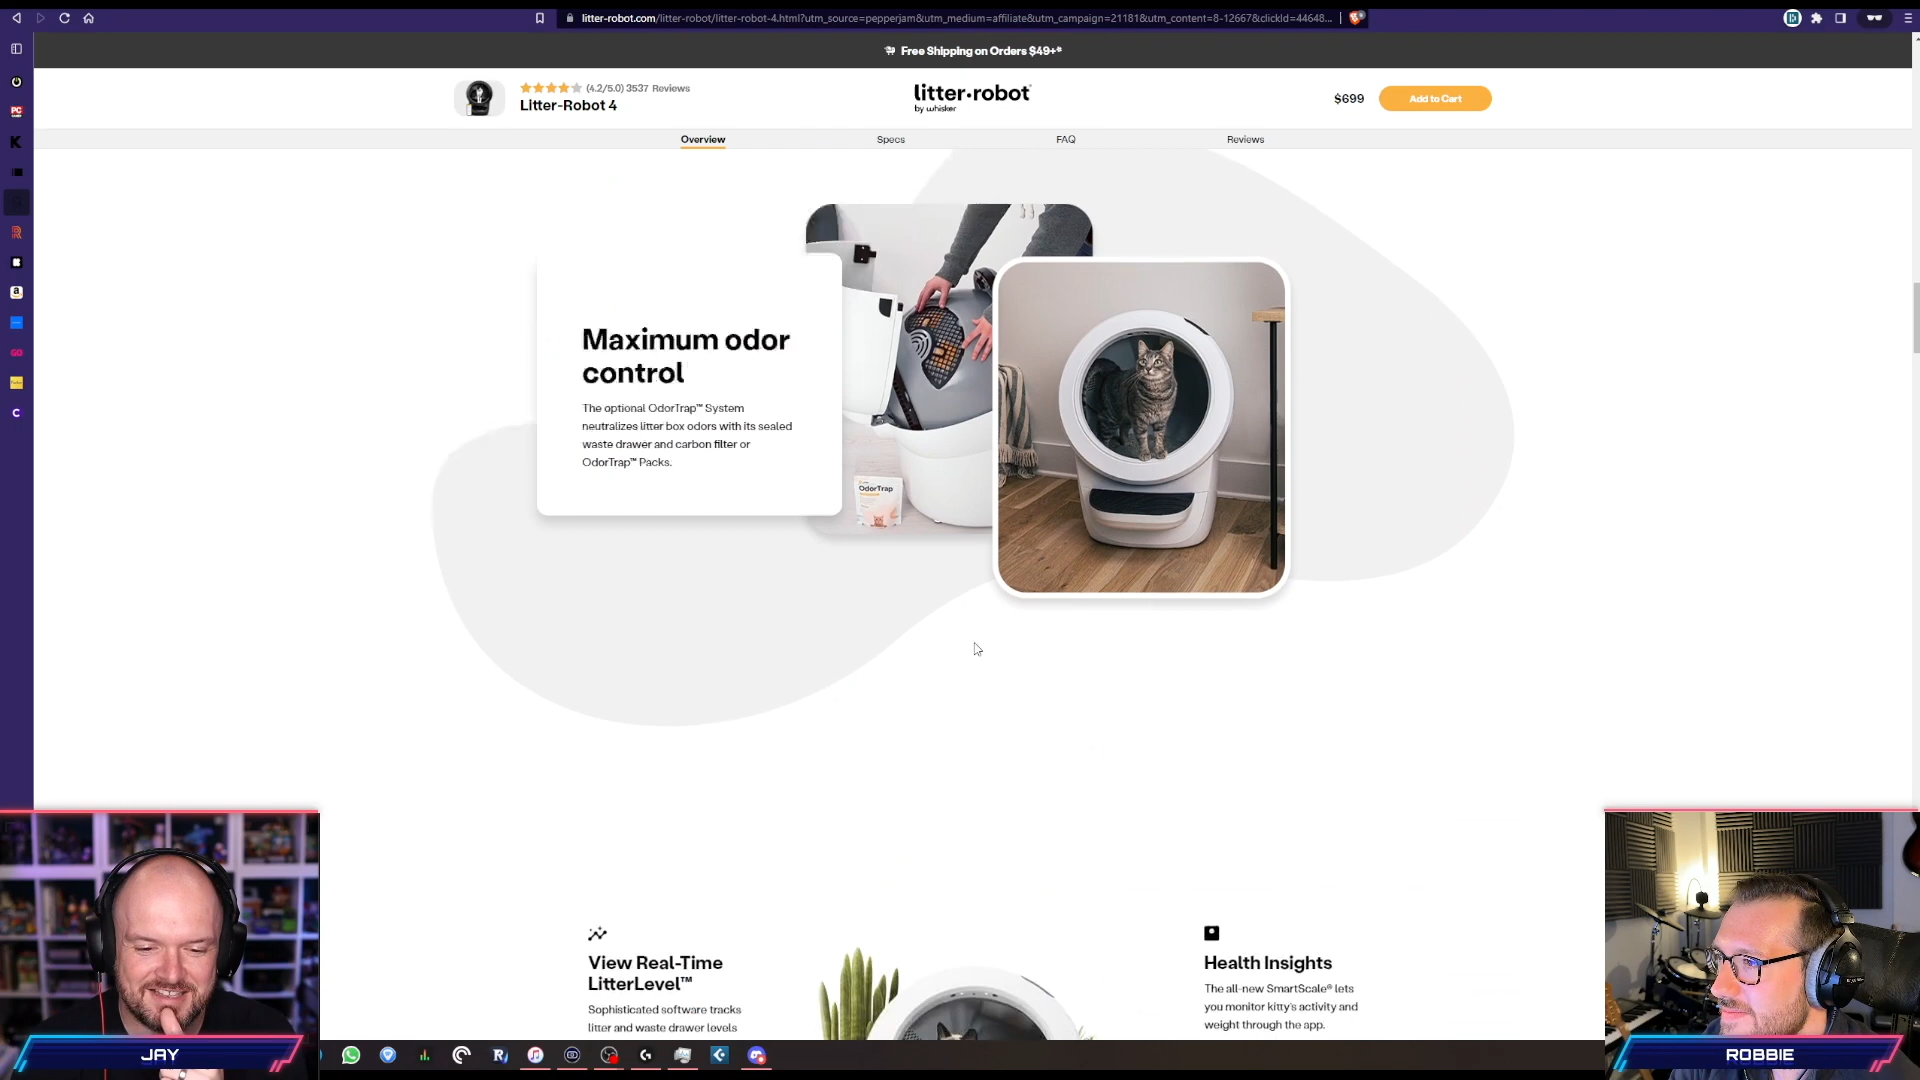 litter-robot.com/litter-robot/litter-robot-4.html?utm_source=pepperjam&utm_medium=affiliate&utm_campaign=21181&utm_content=8-12667&clickId=44648...
Free Shipping on Orders $49+*
(4.2/5.0) 3537 Reviews
Litter-Robot 4
litter-robot
by whisker
$699
Add to Cart
Overview
Specs
FAQ
Reviews
Maximum odor
control
The optional OdorTrap™ System
neutralizes litter box odors with its sealed
waste drawer and carbon filter or
OdorTrap™ Packs.
OdorTrap
View Real-Time
LitterLevel™
Sophisticated software tracks
litter and waste drawer levels
Health Insights
The all-new SmartScale® lets
you monitor kitty's activity and
weight through the app.
JAY
ROBBIE